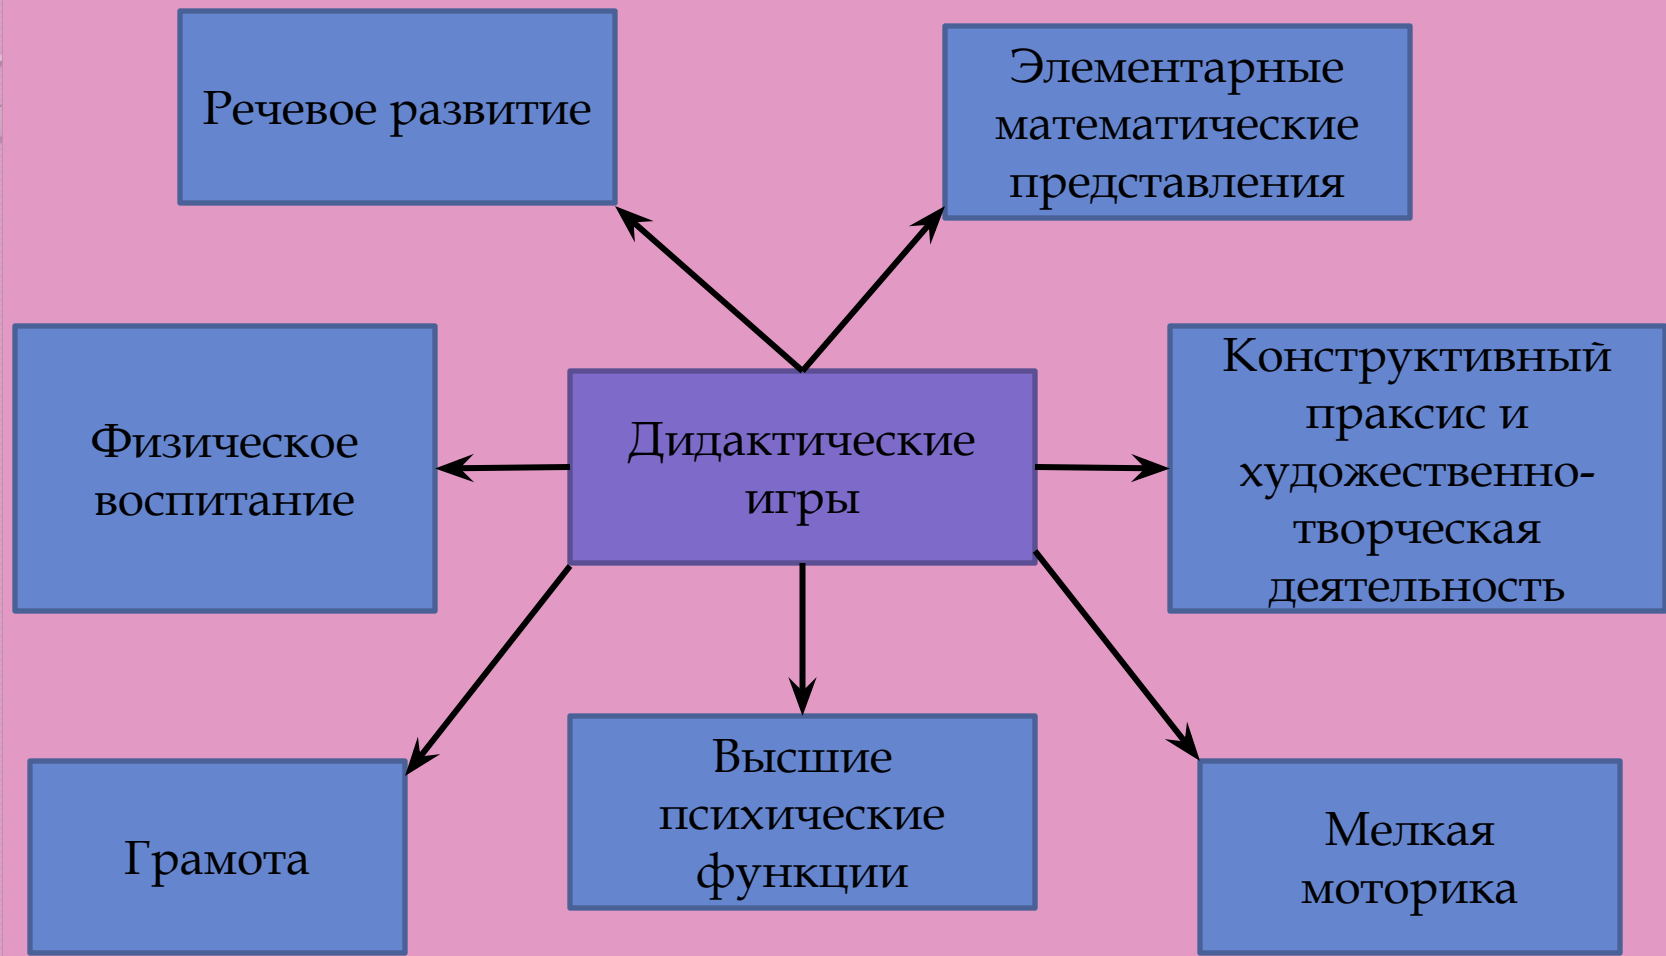 Речевое развитие
Элементарные
математические
представления
Физическое
воспитание
Дидактические
игры
Конструктивный
праксис и
художественно-
творческая
деятельность
Грамота
Высшие
психические
функции
Мелкая
моторика